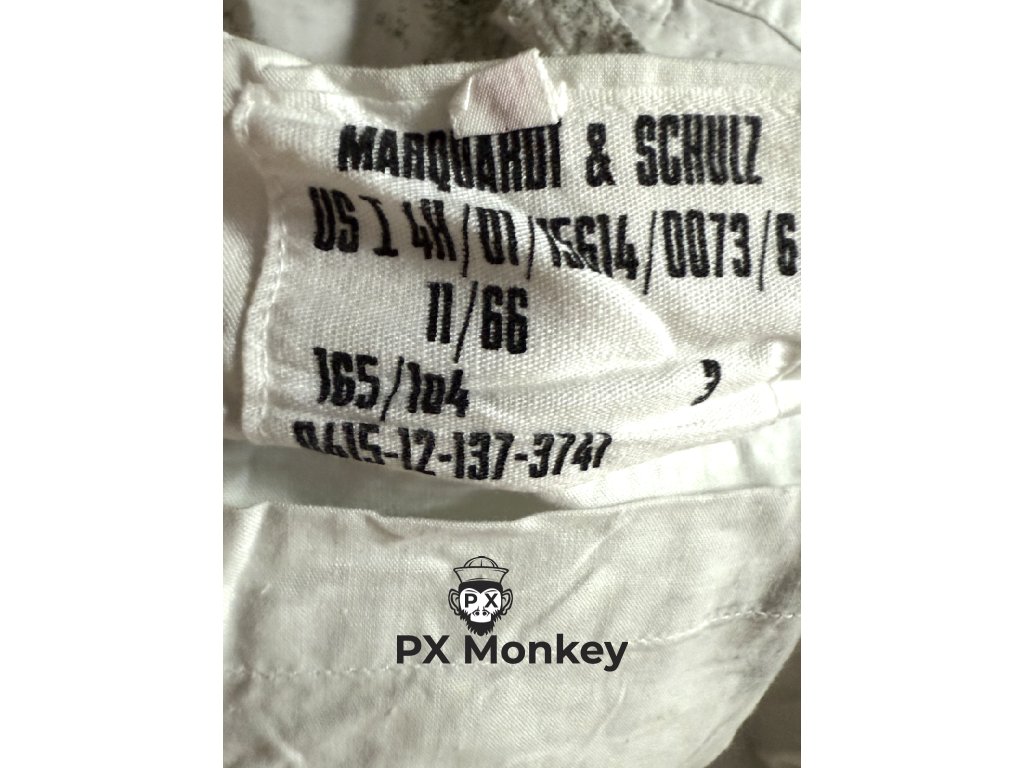 MARQUARDT & SCHULZ
US I 4H/01/15614/0073/6
11/66
165/104
8415-12-137-3747
PX
PX Monkey